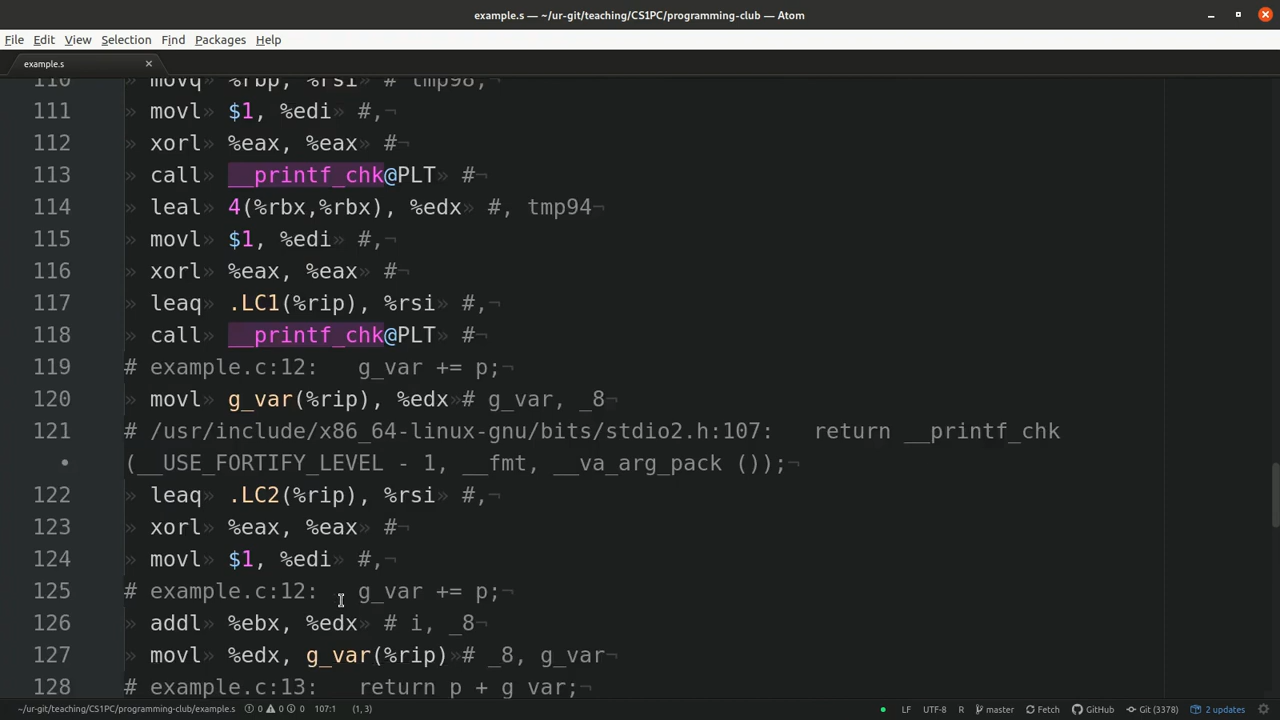 example.s — ~/ur-git/teaching/CS1PC/programming-club — Atom
File Edit View Selection Find Packages Help
example.s ×
110 » movq» %rbp, %rsi» # tmp98,¬
111 » movl» $1, %edi» #,¬
112 » xorl» %eax, %eax» #¬
113 » call» __printf_chk@PLT» #¬
114 » leal» 4(%rbx,%rbx), %edx» #, tmp94¬
115 » movl» $1, %edi» #,¬
116 » xorl» %eax, %eax» #¬
117 » leaq» .LC1(%rip), %rsi» #,¬
118 » call» __printf_chk@PLT» #¬
119 # example.c:12:   g_var += p;¬
120 » movl» g_var(%rip), %edx»# g_var, _8¬
121 # /usr/include/x86_64-linux-gnu/bits/stdio2.h:107:   return __printf_chk
• (__USE_FORTIFY_LEVEL - 1, __fmt, __va_arg_pack ());¬
122 » leaq» .LC2(%rip), %rsi» #,¬
123 » xorl» %eax, %eax» #¬
124 » movl» $1, %edi» #,¬
125 # example.c:12:   g_var += p;¬
126 » addl» %ebx, %edx» # i, _8¬
127 » movl» %edx, g_var(%rip)»# _8, g_var¬
128 # example.c:13:   return p + g_var;¬
~/ur-git/teaching/CS1PC/programming-club/example.s 0 0 0 107:1 (1, 3) LF UTF-8 R master Fetch GitHub Git (3378) 2 updates